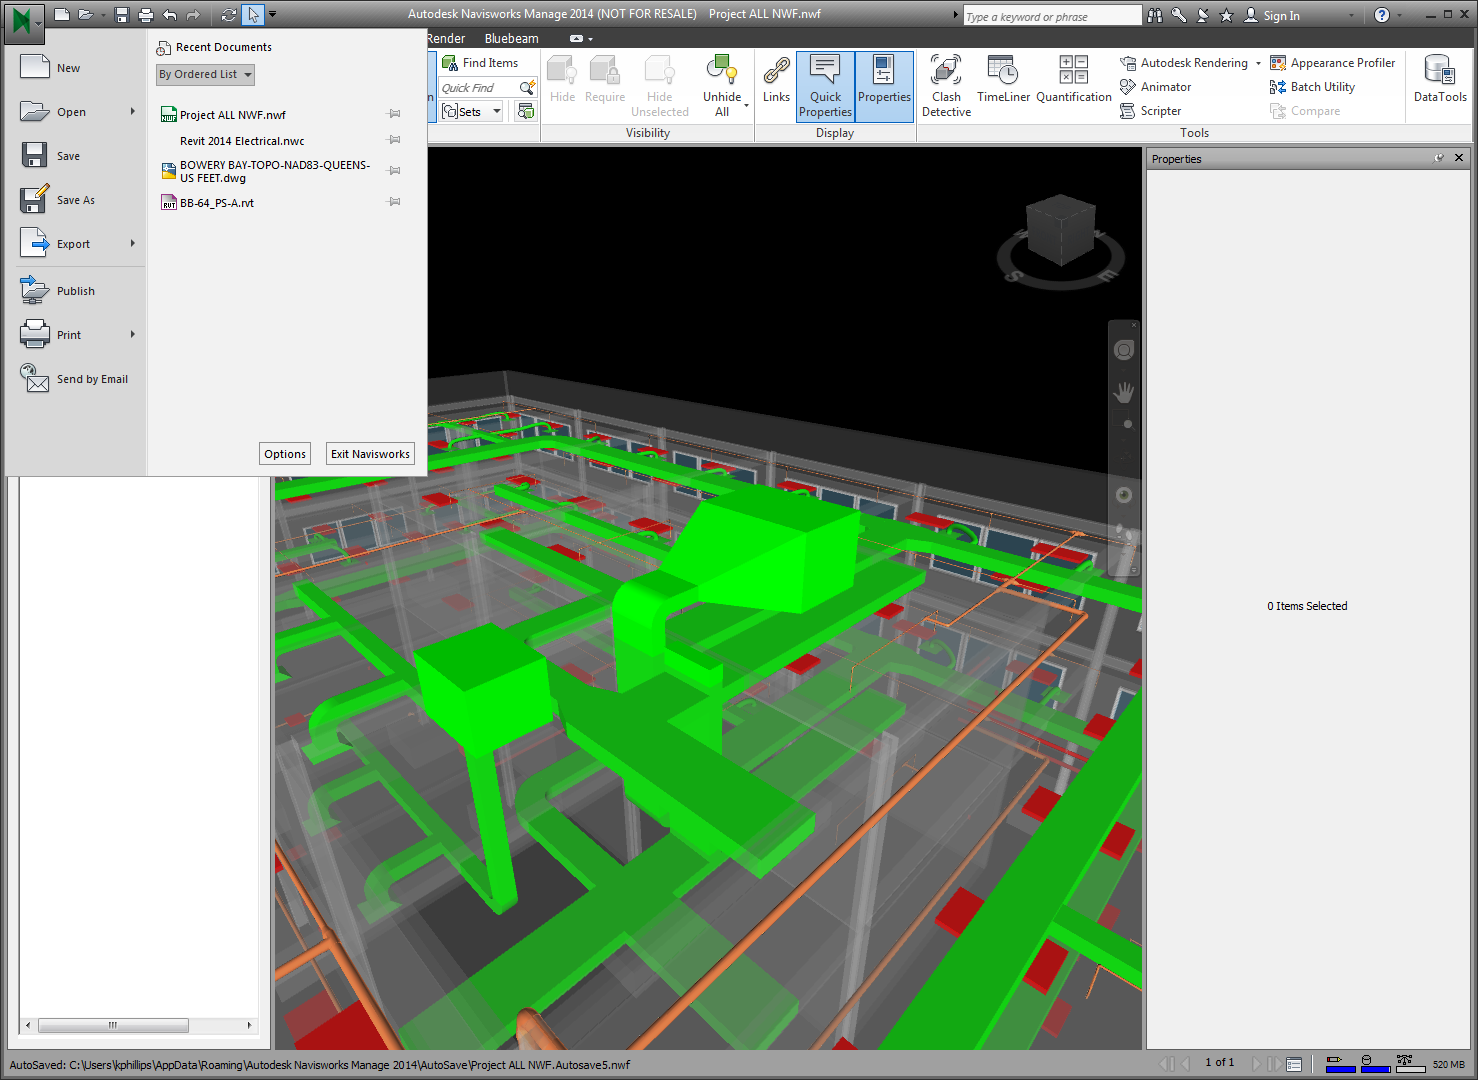 Autodesk Navisworks Manage 2014 (NOT FOR RESALE) Project ALL NWF.nwf
Type a keyword or phrase
Sign In
Render
Bluebeam
New
Open
Save
Save As
Export
Publish
Print
Send by Email
Recent Documents
By Ordered List
Project ALL NWF.nwf
Revit 2014 Electrical.nwc
BOWERY BAY-TOPO-NAD83-QUEENS-
US FEET.dwg
RVT
BB-64_PS-A.rvt
Options
Exit Navisworks
Find Items
Quick Find
Sets
Hide
Require
Hide
Unselected
Unhide
All
Visibility
Links
Quick
Properties
Properties
Display
Clash
Detective
TimeLiner
Quantification
Autodesk Rendering
Animator
Scripter
Appearance Profiler
Batch Utility
Compare
Tools
DataTools
Properties
0 Items Selected
S
E
AutoSaved: C:\Users\kphillips\AppData\Roaming\Autodesk Navisworks Manage 2014\AutoSave\Project ALL NWF.Autosave5.nwf
1 of 1
520 MB